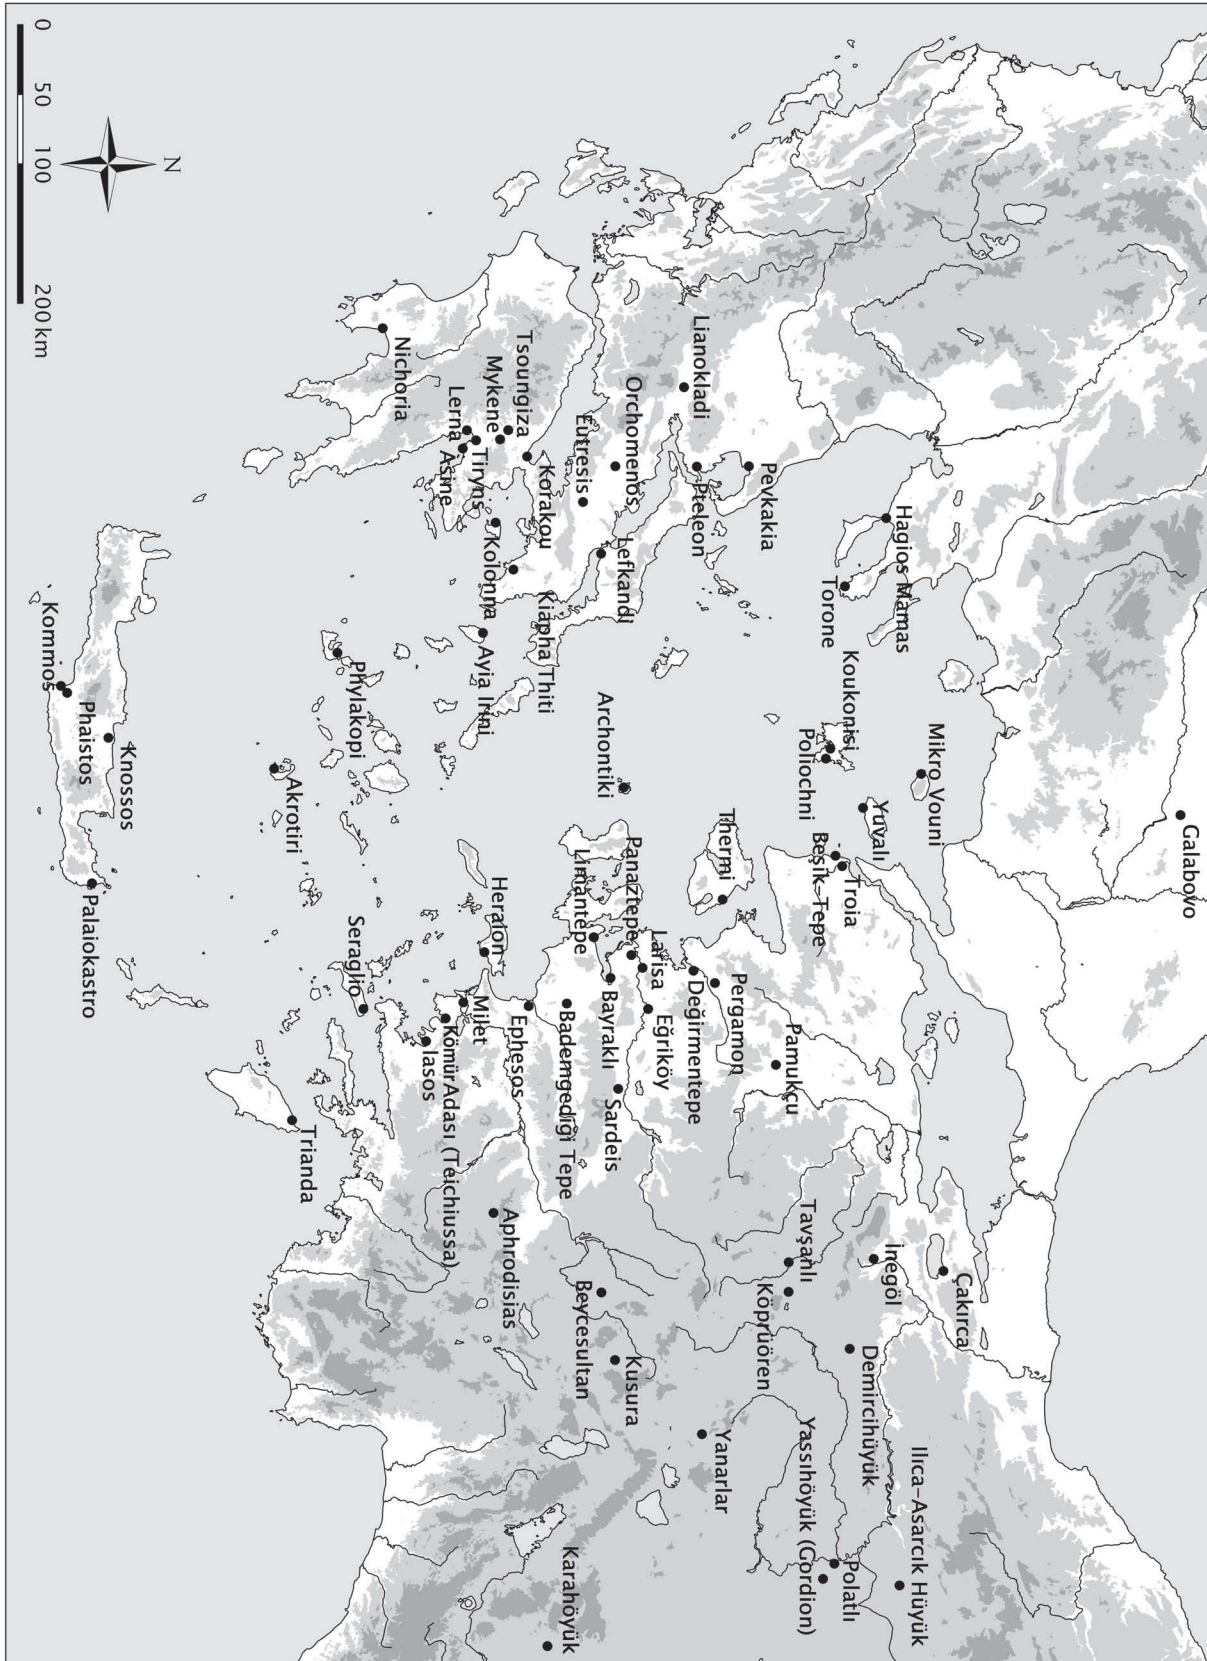 Galabovo
Mikro Vouni
Hagios Mamas
Torone
Koukonisi
Poliochni
Yuvalı
Troia
Beşik–Tepe
Çakırca
İnegöl
Ilıca–Asarcık Hüyük
Demircihüyük
Polatlı
Yassıhöyük (Gordion)
Tavşanlı
Köprüören
Pevkakia
Pteleon
Lianokladi
Thermi
Pergamon
Pamukçu
Değirmentepe
Yanarlar
Orchomenos
Lefkandi
Eutresis
Archontiki
Panaztepe
Larisa
Eğriköy
Limantepe
Bayraklı
Sardeis
Kusura
Beycesultan
Bademgediği Tepe
Karahöyük
Korakou
Tsoungiza
Mykene
Kiapha Thiti
Kolonna
Tiryns
Lerna
Asine
Ayia Irini
Heraion
Ephesos
Milet
Kömür Adası (Teichiussa)
Iasos
Aphrodisias
Nichoria
Phylakopi
Seraglio
Akrotiri
Trianda
Knossos
Phaistos
Kommos
Palaiokastro
N
0 50 100 200 km